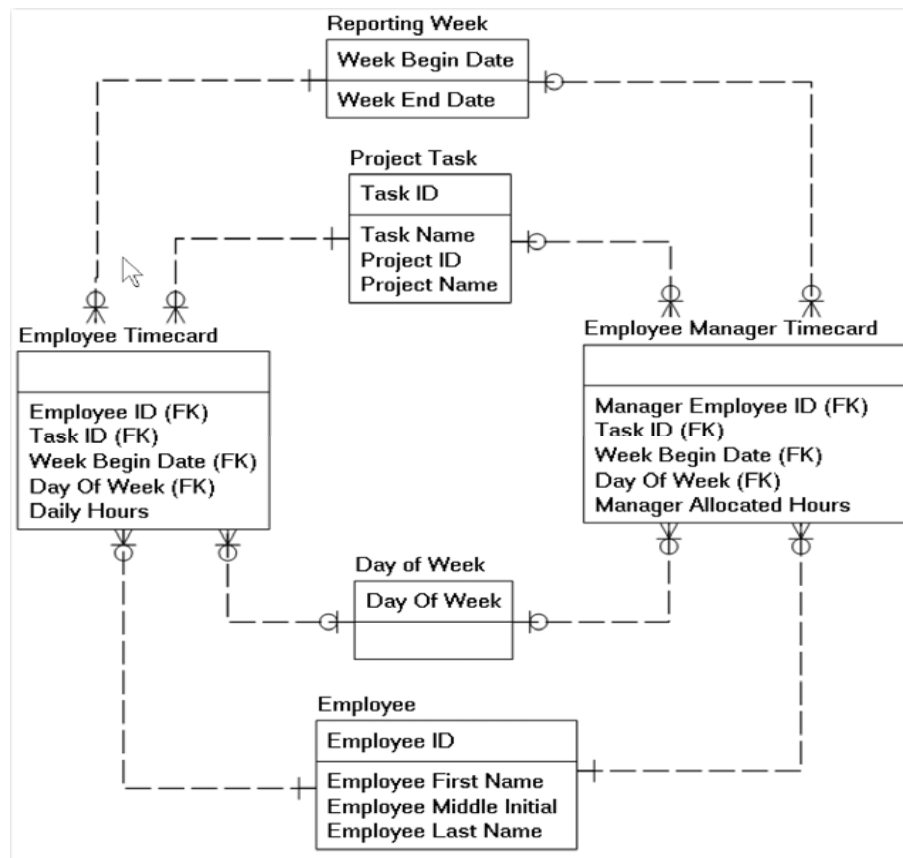 Reporting Week
Week Begin Date
Week End Date
Project Task
Task ID
Task Name
Project ID
Project Name
Employee Timecard
Employee ID (FK)
Task ID (FK)
Week Begin Date (FK)
Day Of Week (FK)
Daily Hours
Employee Manager Timecard
Manager Employee ID (FK)
Task ID (FK)
Week Begin Date (FK)
Day Of Week (FK)
Manager Allocated Hours
Day of Week
Day Of Week
Employee
Employee ID
Employee First Name
Employee Middle Initial
Employee Last Name